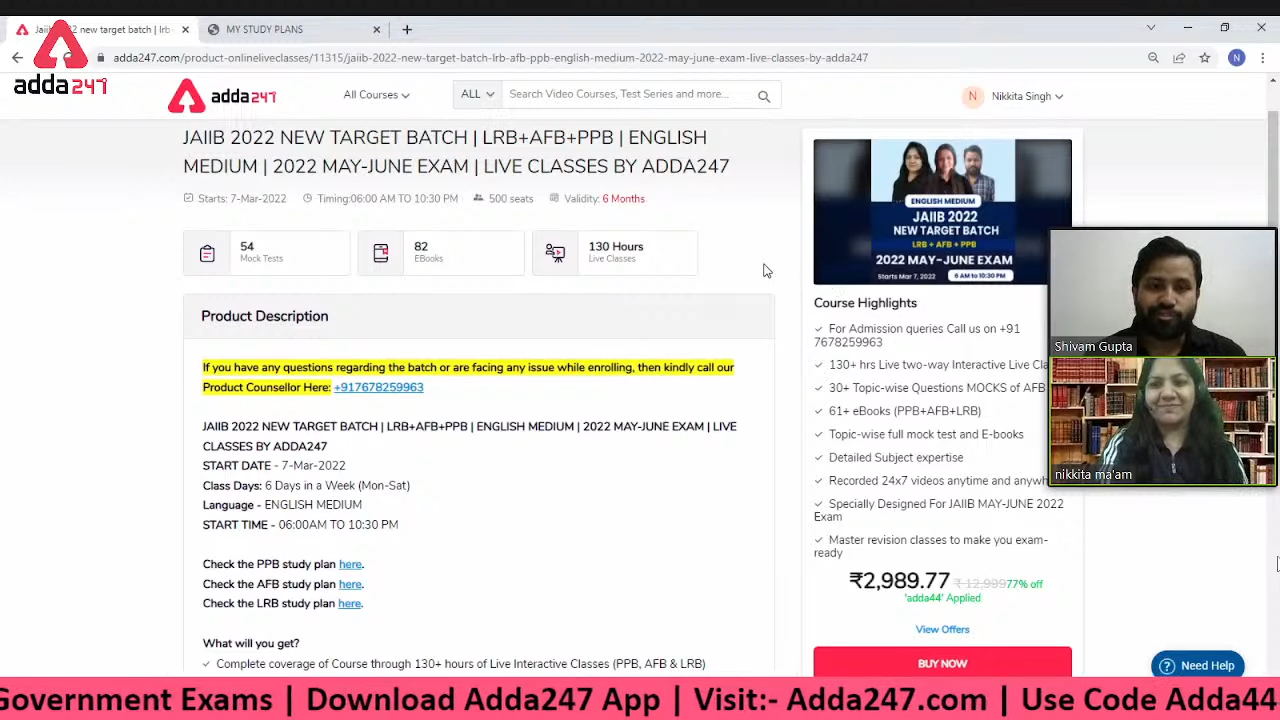 Jaiib 2022 new target batch | lrb
MY STUDY PLANS
adda247.com/product-onlineliveclasses/11315/jaiib-2022-new-target-batch-lrb-afb-ppb-english-medium-2022-may-june-exam-live-classes-by-adda247
N
adda247
adda247
All Courses
ALL
Search Video Courses, Test Series and more...
N
Nikkita Singh
JAIIB 2022 NEW TARGET BATCH | LRB+AFB+PPB | ENGLISH
MEDIUM | 2022 MAY-JUNE EXAM | LIVE CLASSES BY ADDA247
Starts: 7-Mar-2022 Timing:06:00 AM TO 10:30 PM 500 seats Validity: 6 Months
54
Mock Tests
82
EBooks
130 Hours
Live Classes
Product Description
If you have any questions regarding the batch or are facing any issue while enrolling, then kindly call our
Product Counsellor Here: +917678259963
JAIIB 2022 NEW TARGET BATCH | LRB+AFB+PPB | ENGLISH MEDIUM | 2022 MAY-JUNE EXAM | LIVE
CLASSES BY ADDA247
START DATE - 7-Mar-2022
Class Days: 6 Days in a Week (Mon-Sat)
Language - ENGLISH MEDIUM
START TIME - 06:00AM TO 10:30 PM
Check the PPB study plan here.
Check the AFB study plan here.
Check the LRB study plan here.
What will you get?
Complete coverage of Course through 130+ hours of Live Interactive Classes (PPB, AFB & LRB)
ENGLISH MEDIUM
JAIIB 2022
NEW TARGET BATCH
LRB + AFB + PPB
2022 MAY-JUNE EXAM
Starts Mar 7, 2022 6 AM to 10:30 PM
Course Highlights
For Admission queries Call us on +91
7678259963
130+ hrs Live two-way Interactive Live Cla
30+ Topic-wise Questions MOCKS of AFB
61+ eBooks (PPB+AFB+LRB)
Topic-wise full mock test and E-books
Detailed Subject expertise
Recorded 24x7 videos anytime and anywh
Specially Designed For JAIIB MAY-JUNE 2022
Exam
Master revision classes to make you exam-
ready
₹2,989.77 ₹ 12,999 77% off
'adda44' Applied
View Offers
BUY NOW
Shivam Gupta
nikkita ma'am
Need Help
Government Exams | Download Adda247 App | Visit:- Adda247.com | Use Code Adda44